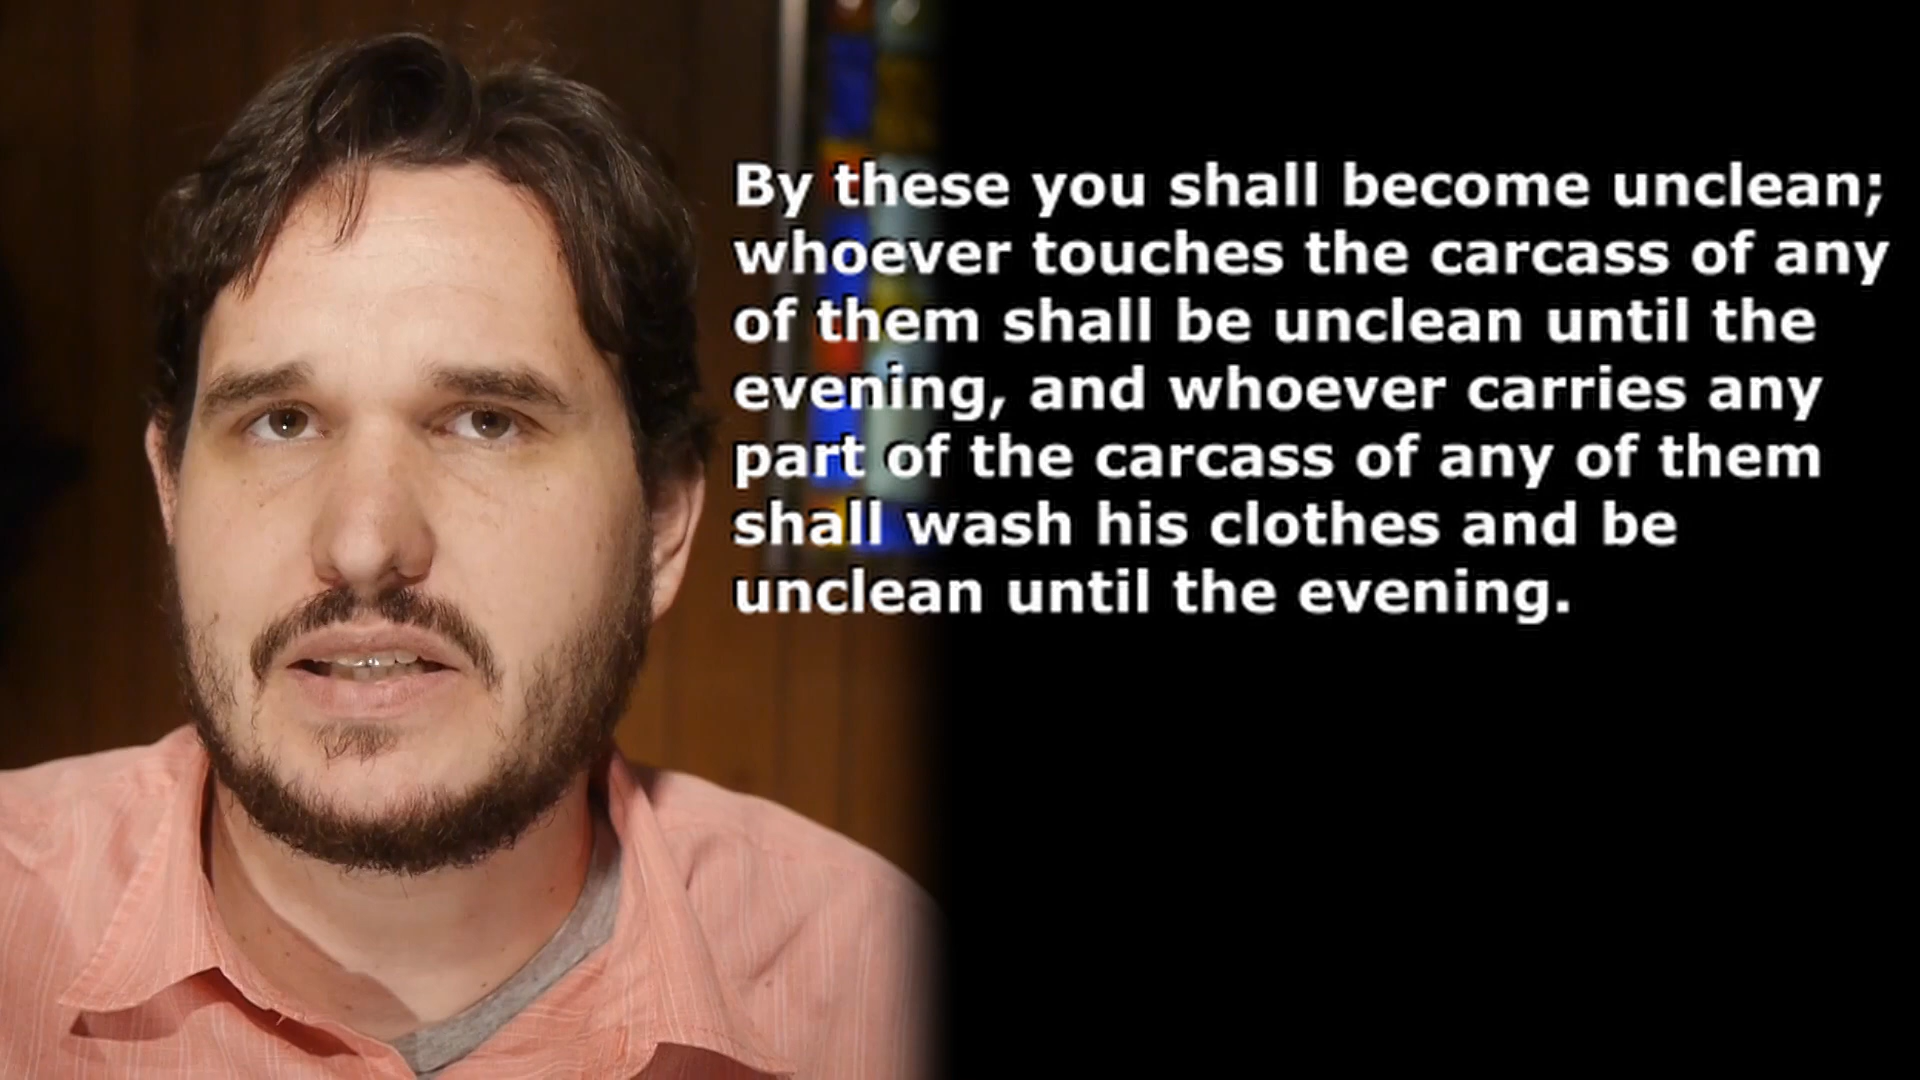 By these you shall become unclean;
whoever touches the carcass of any
of them shall be unclean until the
evening, and whoever carries any
part of the carcass of any of them
shall wash his clothes and be
unclean until the evening.